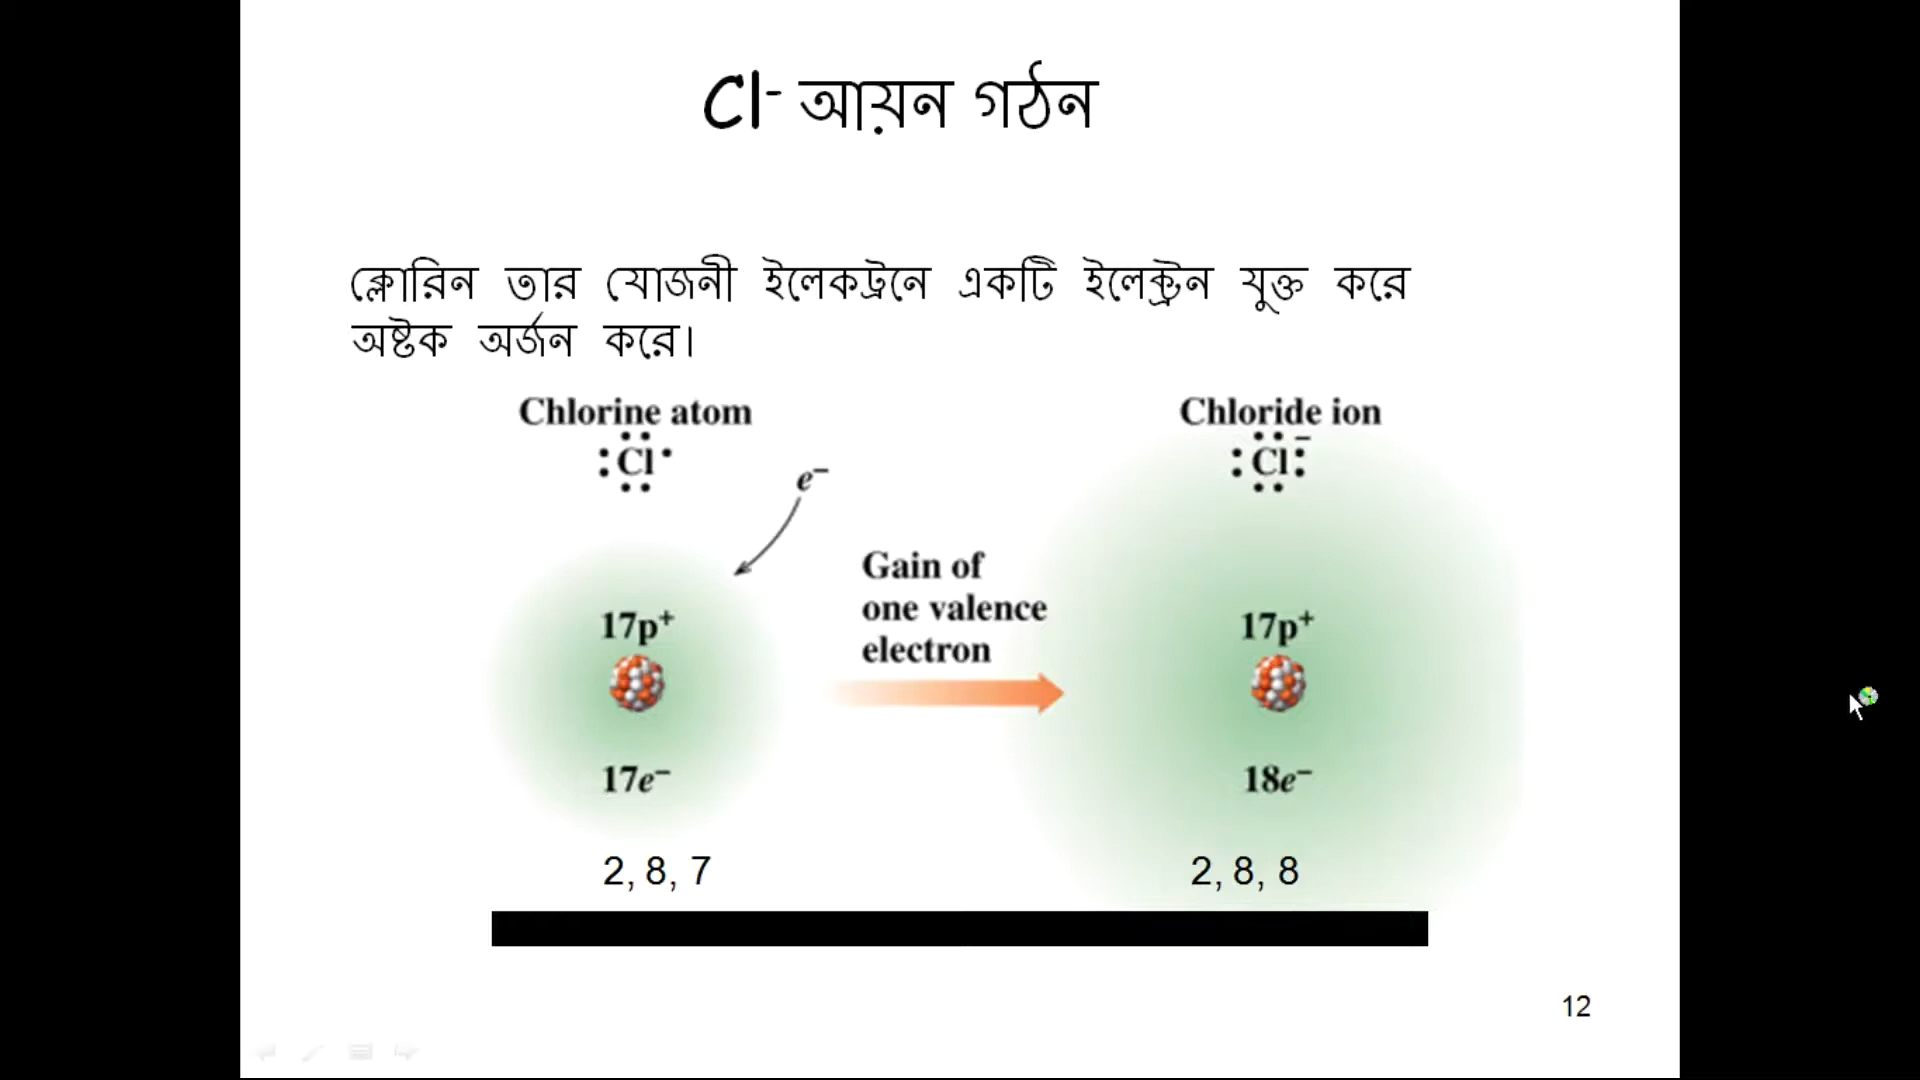 Cl⁻ আয়ন গঠন
ক্লোরিন তার যোজনী ইলেকট্রনে একটি ইলেক্ট্রন যুক্ত করে
অষ্টক অর্জন করে।
Chlorine atom
Cl
e⁻
17p⁺
17e⁻
2, 8, 7
Gain of
one valence
electron
Chloride ion
Cl⁻
17p⁺
18e⁻
2, 8, 8
12